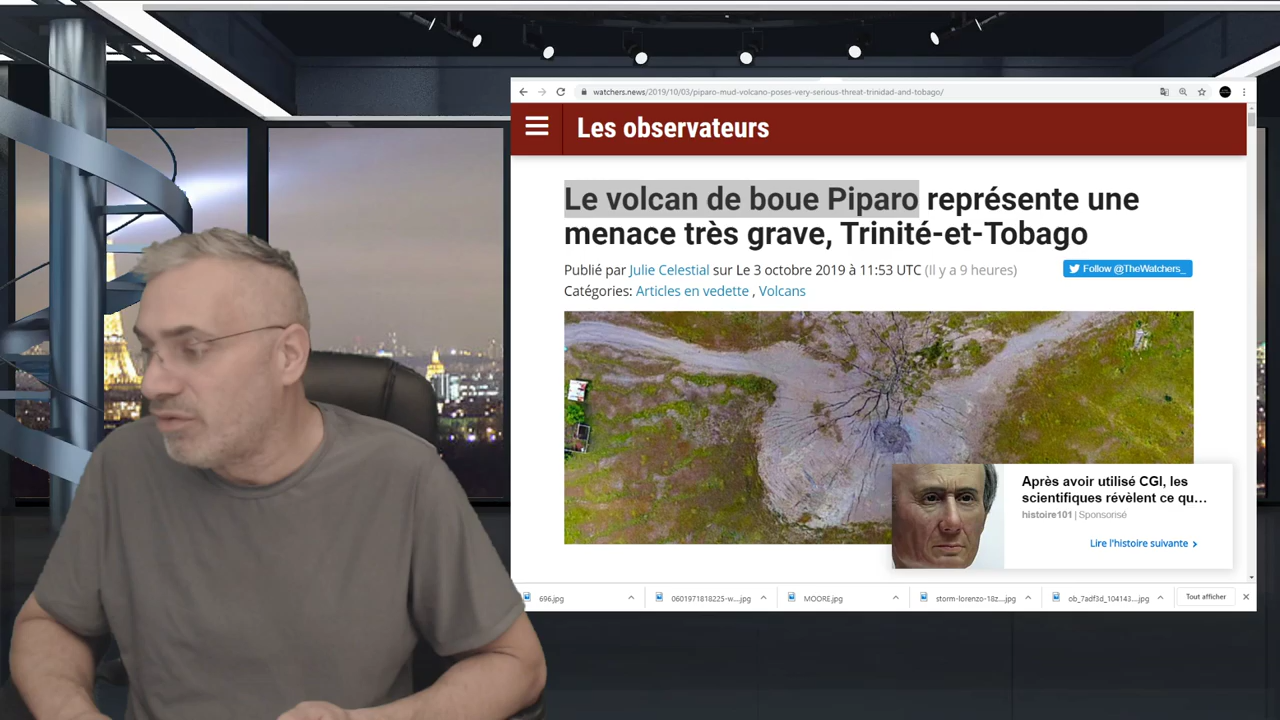 watchers.news/2019/10/03/piparo-mud-volcano-poses-very-serious-threat-trinidad-and-tobago/
Les observateurs
Le volcan de boue Piparo représente une
menace très grave, Trinité-et-Tobago
Publié par Julie Celestial sur Le 3 octobre 2019 à 11:53 UTC (Il y a 9 heures)
Follow @TheWatchers_
Catégories: Articles en vedette , Volcans
Après avoir utilisé CGI, les
scientifiques révèlent ce qu…
histoire101 | Sponsorisé
Lire l'histoire suivante >
696.jpg
0601971818225-w....jpg
MOORE.jpg
storm-lorenzo-18z....jpg
ob_7adf3d_104143....jpg
Tout afficher